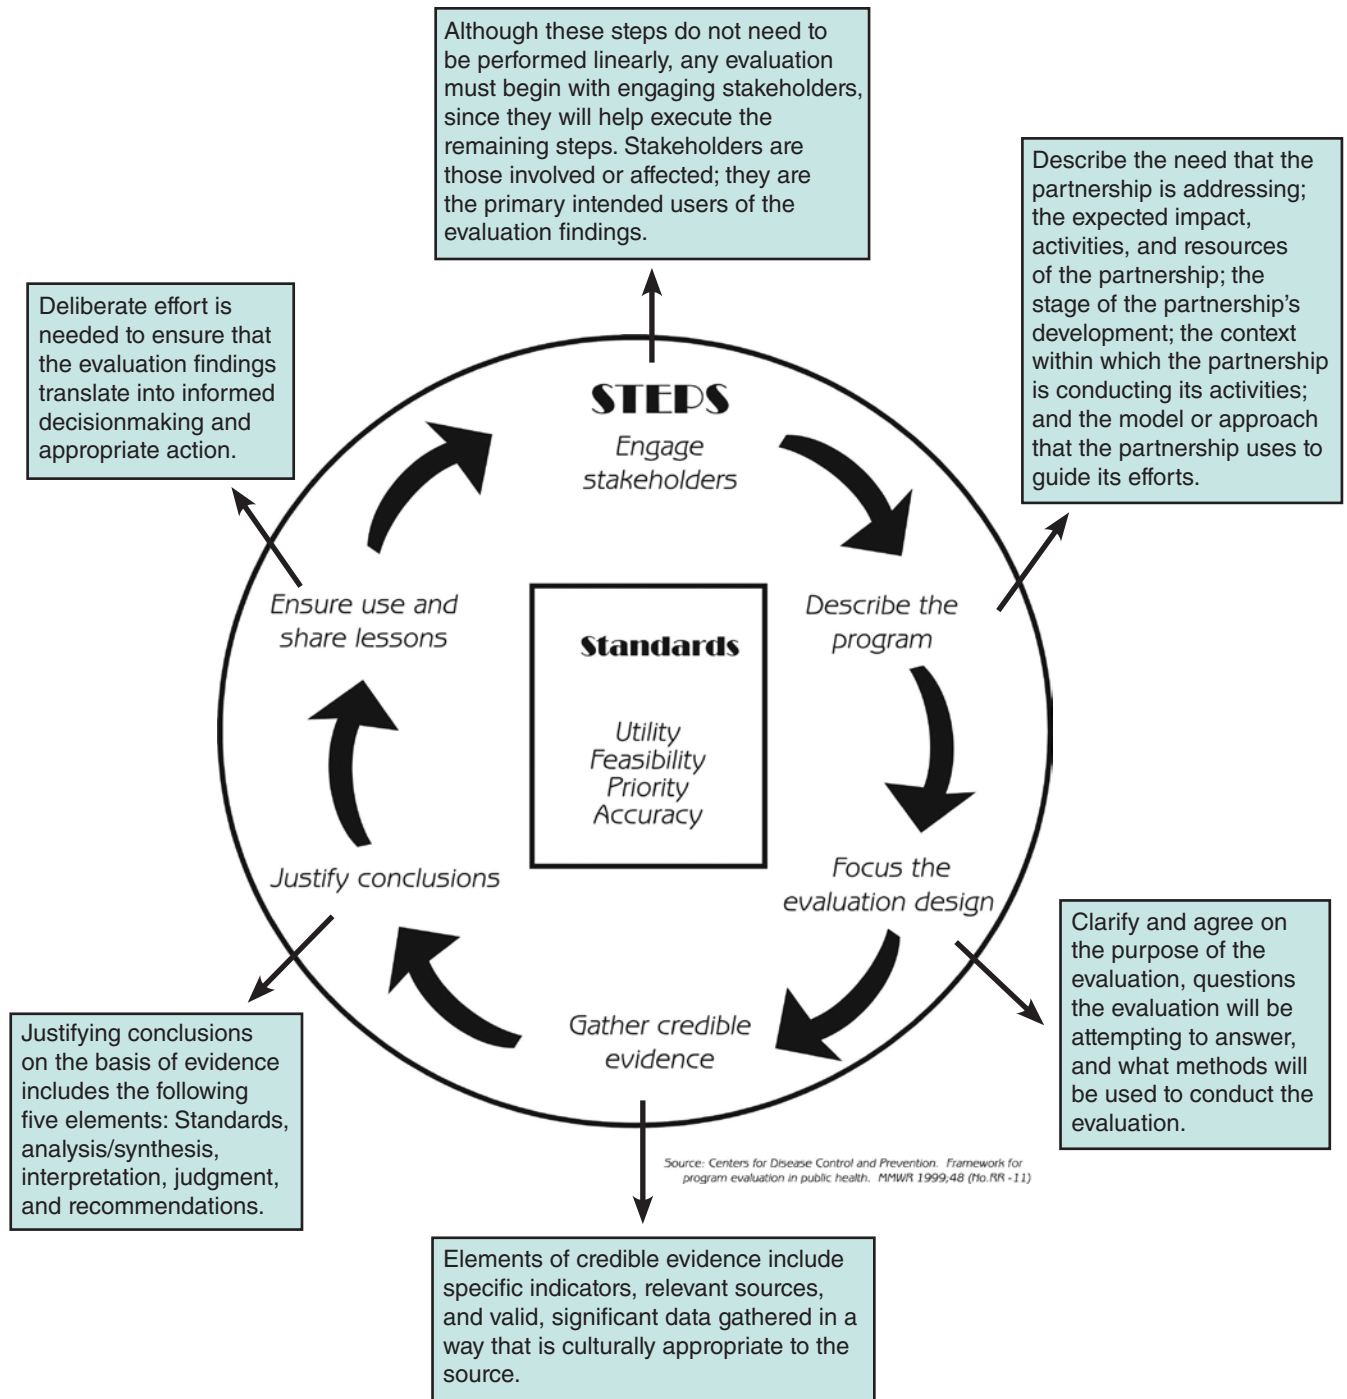 Although these steps do not need to
be performed linearly, any evaluation
must begin with engaging stakeholders,
since they will help execute the
remaining steps. Stakeholders are
those involved or affected; they are
the primary intended users of the
evaluation findings.
Describe the need that the
partnership is addressing;
the expected impact,
activities, and resources
of the partnership; the
stage of the partnership’s
development; the context
within which the partnership
is conducting its activities;
and the model or approach
that the partnership uses to
guide its efforts.
Deliberate effort is
needed to ensure that
the evaluation findings
translate into informed
decisionmaking and
appropriate action.
STEPS
Engage
stakeholders
Ensure use and
share lessons
Describe the
program
Standards
Utility
Feasibility
Priority
Accuracy
Justify conclusions
Focus the
evaluation design
Gather credible
evidence
Clarify and agree on
the purpose of the
evaluation, questions
the evaluation will be
attempting to answer,
and what methods will
be used to conduct the
evaluation.
Justifying conclusions
on the basis of evidence
includes the following
five elements: Standards,
analysis/synthesis,
interpretation, judgment,
and recommendations.
Source: Centers for Disease Control and Prevention. Framework for
program evaluation in public health. MMWR 1999;48 (No.RR -11)
Elements of credible evidence include
specific indicators, relevant sources,
and valid, significant data gathered in a
way that is culturally appropriate to the
source.